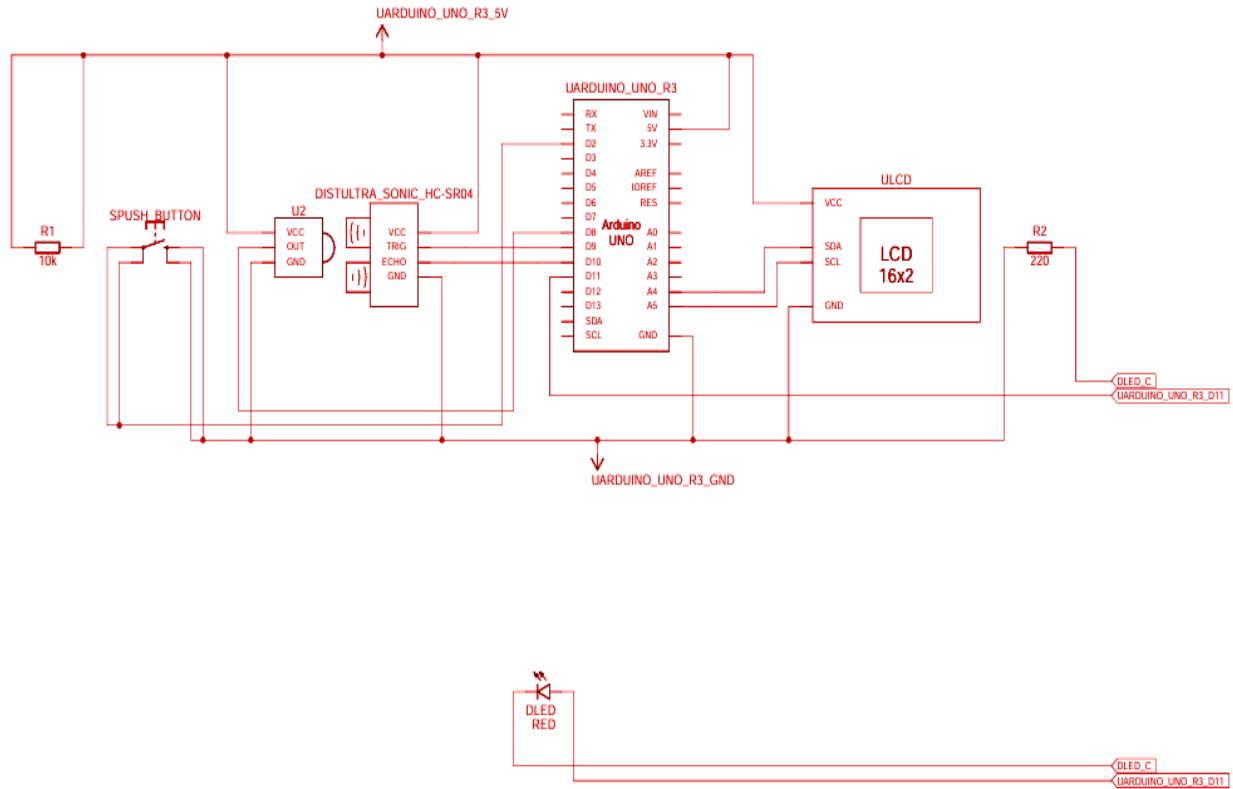 UARDUINO_UNO_R3_5V
UARDUINO_UNO_R3
RX VIN
TX 5V
D2 3.3V
D3
D4 AREF
D5 IOREF
D6 RES
D7
Arduino
UNO
D8 A0
D9 A1
D10 A2
D11 A3
D12 A4
D13 A5
SDA
SCL GND
DISTULTRA_SONIC_HC-SR04
VCC
TRIG
ECHO
GND
U2
VCC
OUT
GND
SPUSH_BUTTON
R1
10k
ULCD
VCC
SDA
SCL
GND
LCD
16x2
R2
220
DLED_C
UARDUINO_UNO_R3_D11
UARDUINO_UNO_R3_GND
DLED
RED
DLED_C
UARDUINO_UNO_R3_D11